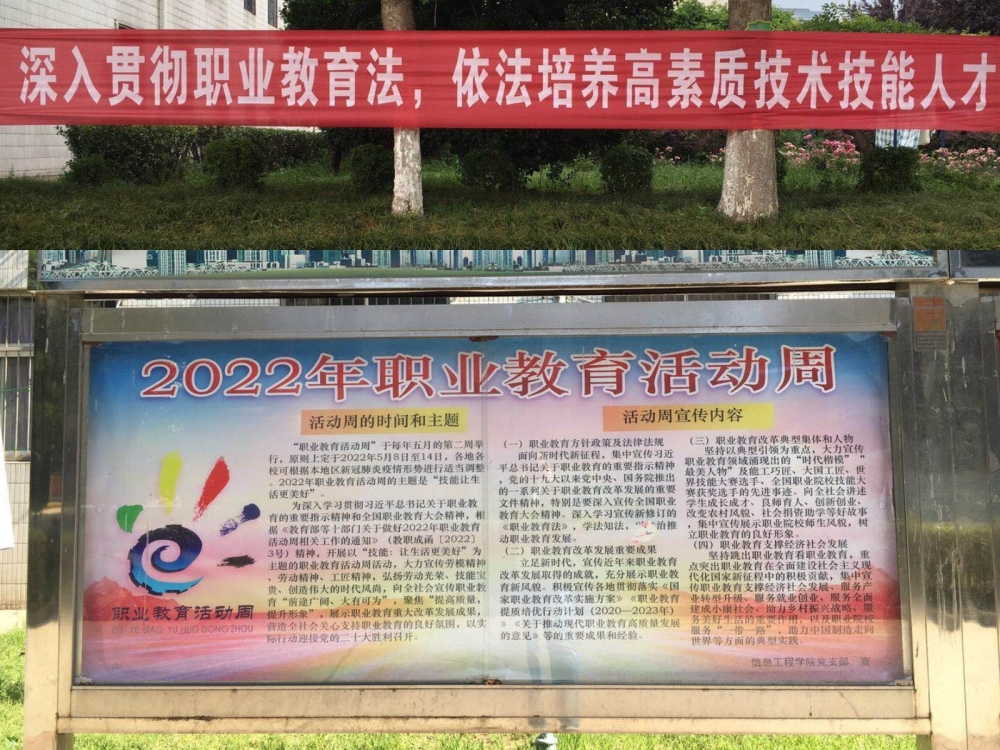 深入贯彻职业教育法，依法培养高素质技术技能人才
2022年职业教育活动周
活动周的时间和主题
“职业教育活动周”于每年五月的第二周举
行，原则上定于2022年5月8日至14日，各地各
校可根据本地区新冠肺炎疫情形势进行适当调整
。2022年职业教育活动周的主题是“技能让生
活更美好”。
为深入学习贯彻习近平总书记关于职业教
育的重要指示精神和全国职业教育大会精神，根
据《教育部等十部门关于做好2022年职业教育
活动周相关工作的通知》（教职成函〔2022〕
3号）精神，开展以“技能：让生活更美好”为
主题的职业教育活动周活动，大力宣传劳模精神
、劳动精神、工匠精神，弘扬劳动光荣、技能宝
贵、创造伟大的时代风尚，向全社会宣传职业教
育“前途广阔、大有可为”，聚焦“提高质量，
提升形象”，展示职业教育重大改革发展成果，
营造全社会关心支持职业教育的良好氛围，以实
际行动迎接党的二十大胜利召开。
职业教育活动周
ZHI YE JIAO YU HUO DONG ZHOU
活动周宣传内容
（一）职业教育方针政策及法律法规
面向新时代新征程，集中宣传习近
平总书记关于职业教育的重要指示精神
，党的十九大以来党中央、国务院推出
的一系列关于职业教育改革发展的重要
文件精神，特别是要深入宣传全国职业
教育大会精神。深入学习宣传新修订的
《职业教育法》，学法知法，
治推
动职业教育发展。
（二）职业教育改革发展重要成果
立足新时代，宣传近年来职业教育
改革发展取得的成就，充分展示职业教
育新风貌。积极宣传各地贯彻落实《国
家职业教育改革实施方案》《职业教育
提质培优行动计划（2020—2023年）
》《关于推动现代职业教育高质量发展
的意见》等的重要成果和经验。
（三）职业教育改革典型集体和人物
坚持以典型引领为重点，大力宣传
职业教育领域涌现出的“时代楷模”“
最美人物”及能工巧匠、大国工匠、世
界技能大赛选手、全国职业院校技能大
赛获奖选手的先进事迹。向全社会讲述
学生成长成才、良师育人、创新创业、
改变农村风貌、社会捐资助学等好故事
，集中宣传展示职业院校师生风貌，树
立职业教育的良好形象。
（四）职业教育支撑经济社会发展
坚持跳出职业教育看职业教育，重
点突出职业教育在全面建设社会主义现
代化国家新征程中的积极贡献，集中宣
传职业教育支撑经济社会发展、服务产
业转型升级、服务就业创业、服务全面
建成小康社会、助力乡村振兴战略、服
务美好生活的重要作用，以及职业院校
服务“一带一路”，助力中国制造走向
世界等方面的典型实践。
信息工程学院党支部 宣